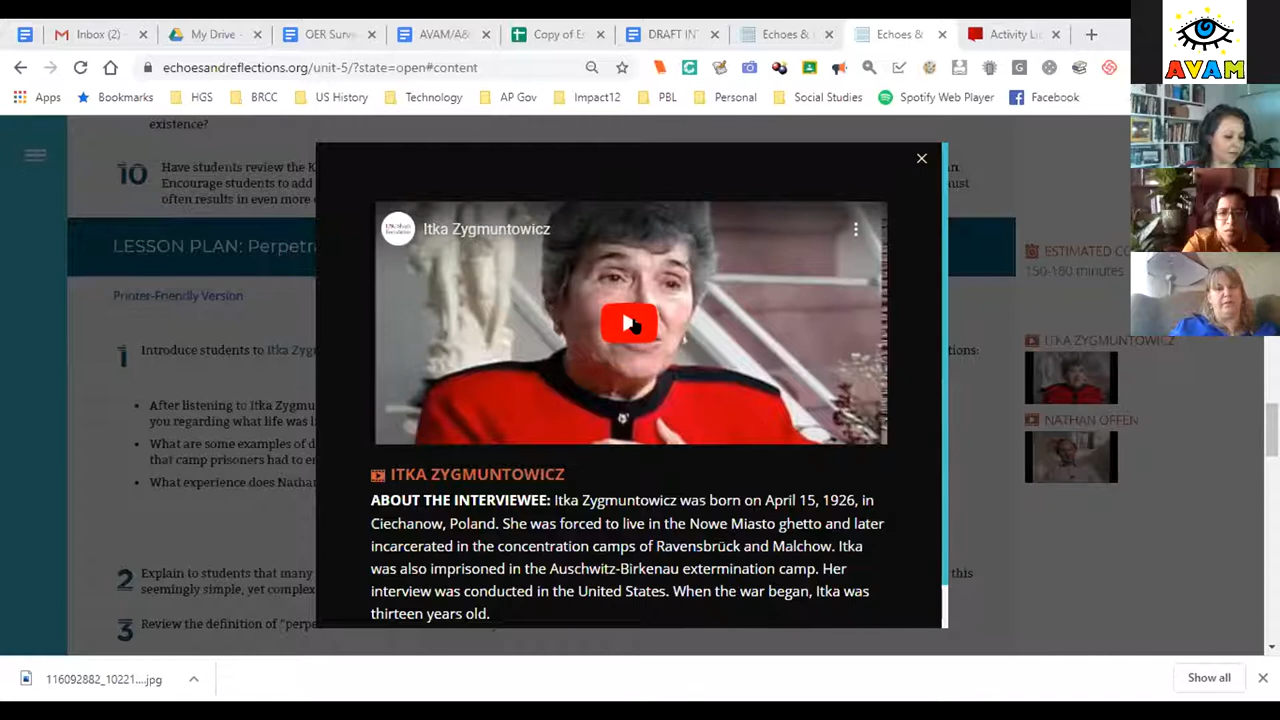 Inbox (2)
My Drive
OER Surv
AVAM/A&
Copy of Es
DRAFT IN
Echoes &
Echoes &
Activity Li
echoesandreflections.org/unit-5/?state=open#content
Apps
Bookmarks
HGS
BRCC
US History
Technology
AP Gov
Impact12
PBL
Personal
Social Studies
Spotify Web Player
Facebook
AVAM
existence?
10
Have students review the K
Encourage students to add
often results in even more
LESSON PLAN: Perpetra
ESTIMATED CO
150-180 minutes
Printer-Friendly Version
1
Introduce students to Itka Zyg
ions:
After listening to Itka Zygmu
you regarding what life was li
What are some examples of d
that camp prisoners had to e
What experience does Natha
2
Explain to students that many
this
seemingly simple, yet complex
3
Review the definition of "perpe
Itka Zygmuntowicz
ITKA ZYGMUNTOWICZ
ABOUT THE INTERVIEWEE: Itka Zygmuntowicz was born on April 15, 1926, in
Ciechanow, Poland. She was forced to live in the Nowe Miasto ghetto and later
incarcerated in the concentration camps of Ravensbrück and Malchow. Itka
was also imprisoned in the Auschwitz-Birkenau extermination camp. Her
interview was conducted in the United States. When the war began, Itka was
thirteen years old.
ITKA ZYGMUNTOWICZ
NATHAN OFFEN
116092882_10221....jpg
Show all